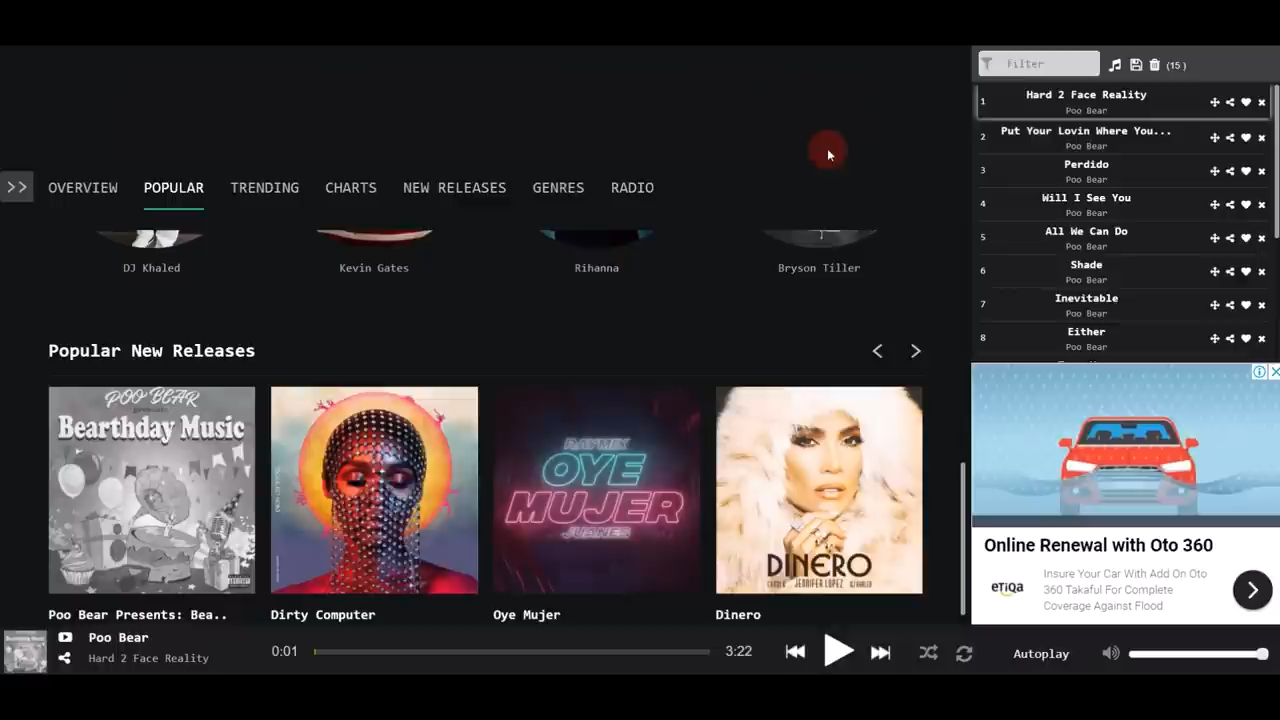 Filter
(15 )
1
Hard 2 Face Reality
Poo Bear
2
Put Your Lovin Where You...
Poo Bear
3
Perdido
Poo Bear
4
Will I See You
Poo Bear
5
All We Can Do
Poo Bear
6
Shade
Poo Bear
7
Inevitable
Poo Bear
8
Either
Poo Bear
>> OVERVIEW POPULAR TRENDING CHARTS NEW RELEASES GENRES RADIO
DJ Khaled
Kevin Gates
Rihanna
Bryson Tiller
Popular New Releases
POO BEAR
Bearthday Music
RAYMIX
OYE
MUJER
JUANES
DINERO
JENNIFER LOPEZ
Poo Bear Presents: Bea..
Dirty Computer
Oye Mujer
Dinero
Online Renewal with Oto 360
etiqa
Insure Your Car With Add On Oto
360 Takaful For Complete
Coverage Against Flood
Poo Bear
Hard 2 Face Reality
0:01
3:22
Autoplay